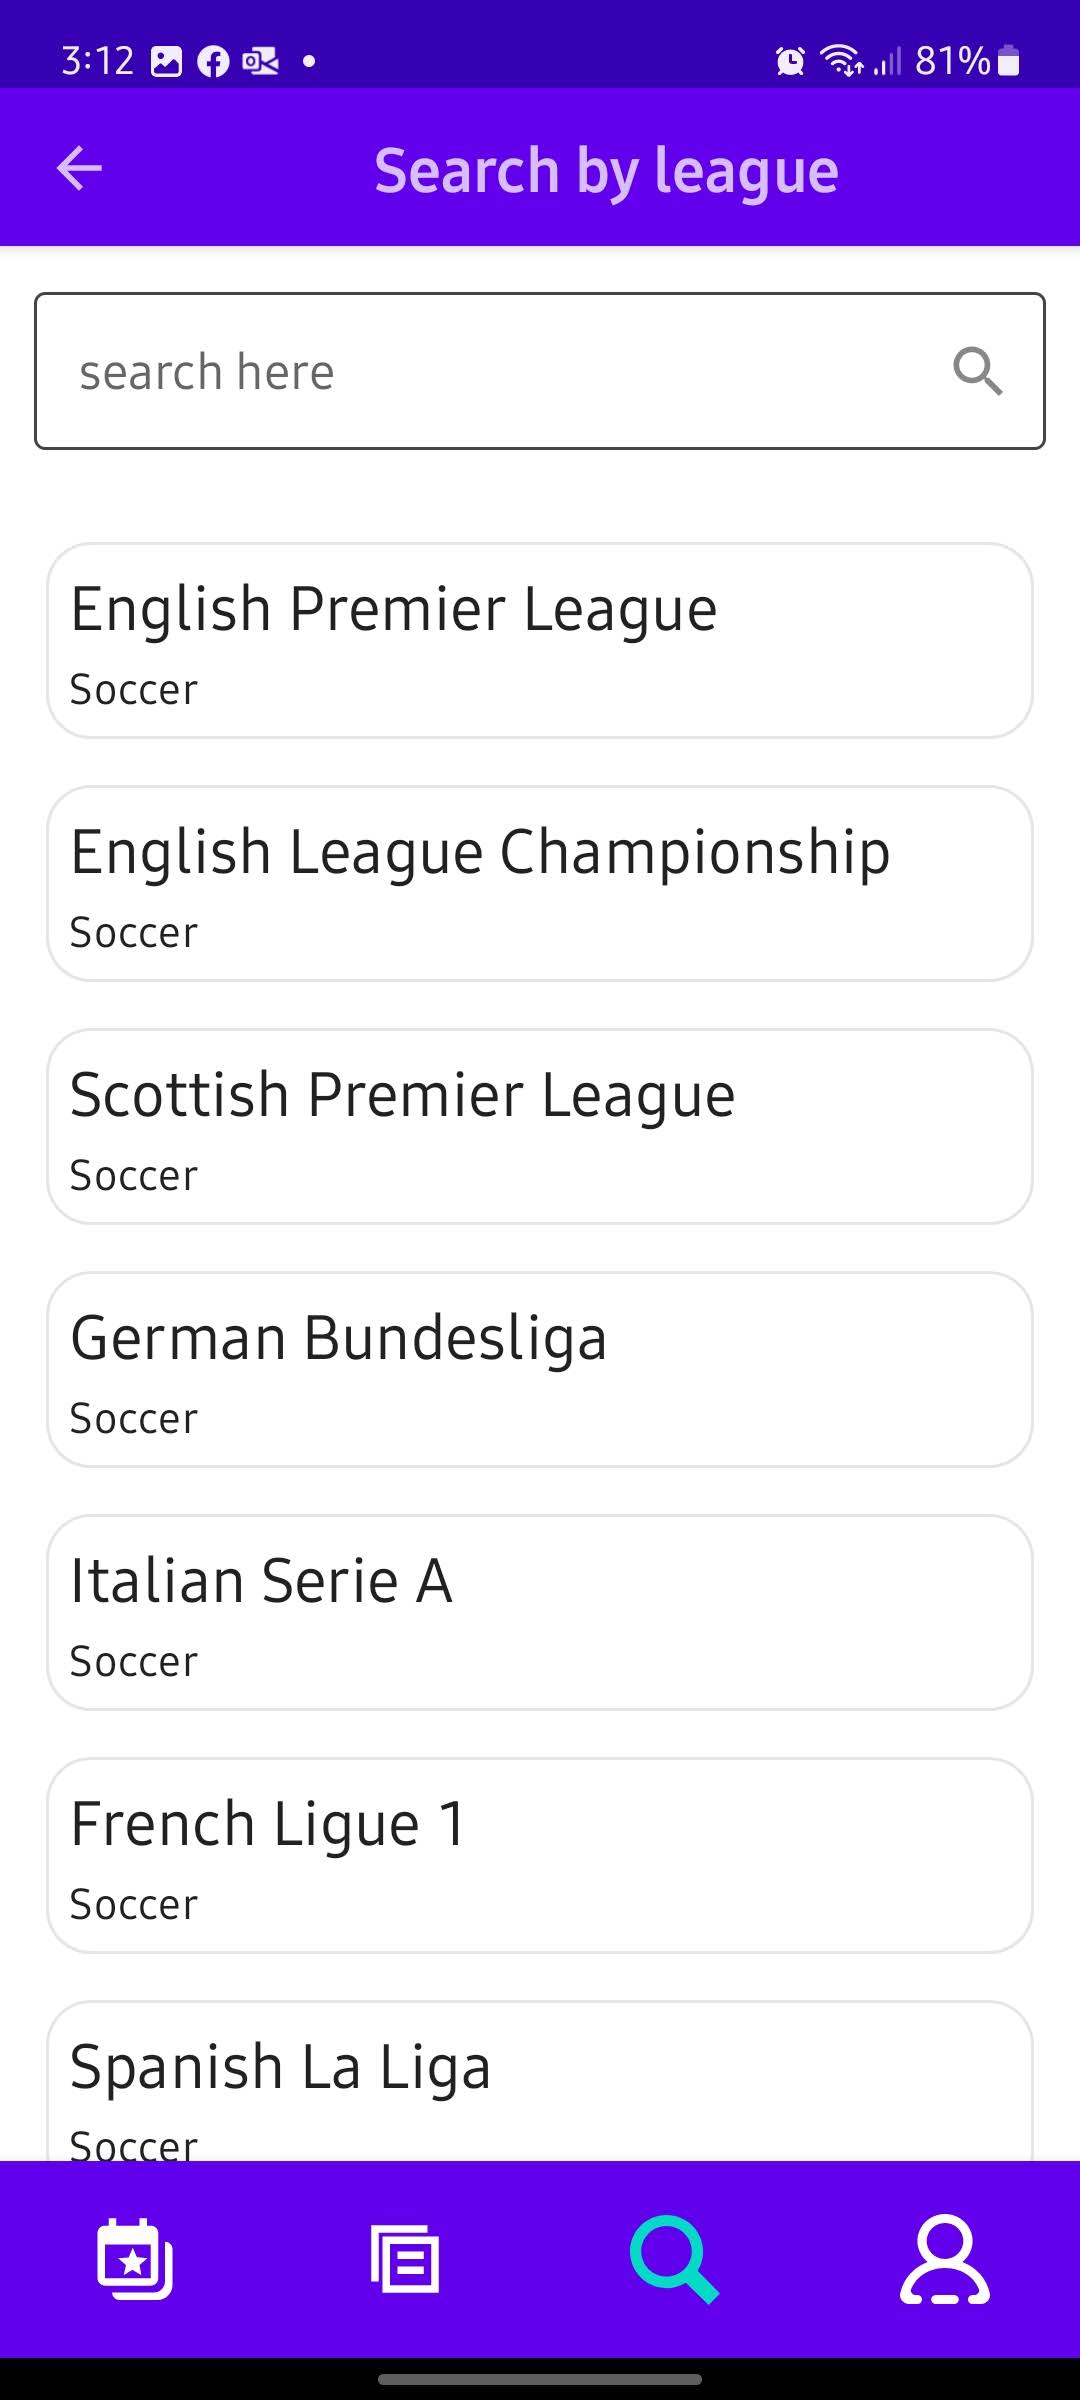 3:12 81%
Search by league
search here
English Premier League
Soccer
English League Championship
Soccer
Scottish Premier League
Soccer
German Bundesliga
Soccer
Italian Serie A
Soccer
French Ligue 1
Soccer
Spanish La Liga
Soccer